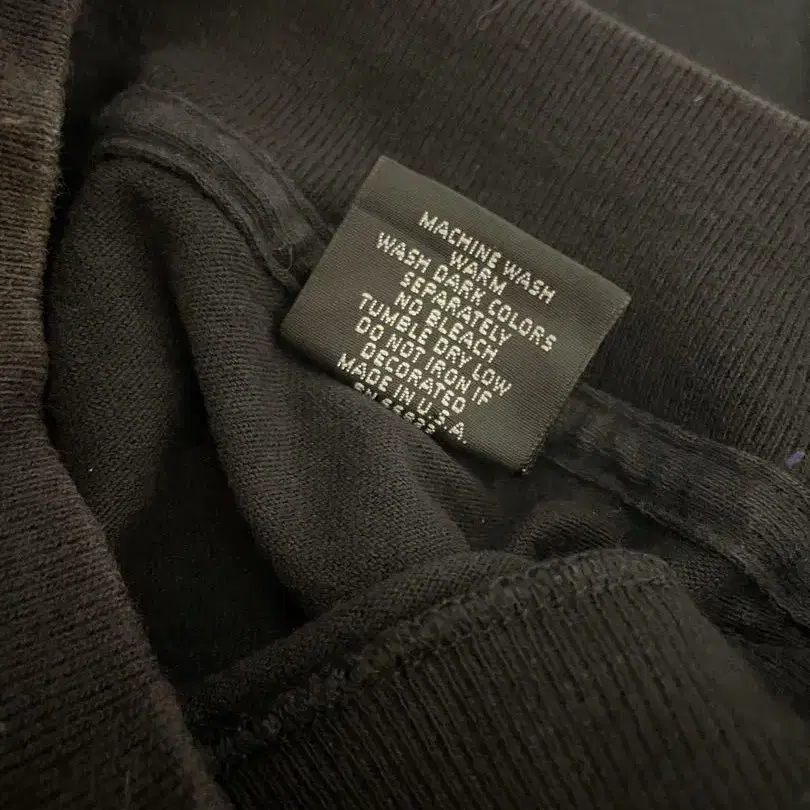 MACHINE WASH
WARM
WASH DARK COLORS
SEPARATELY
NO BLEACH
TUMBLE DRY LOW
DO NOT IRON IF
DECORATED
MADE IN U.S.A.